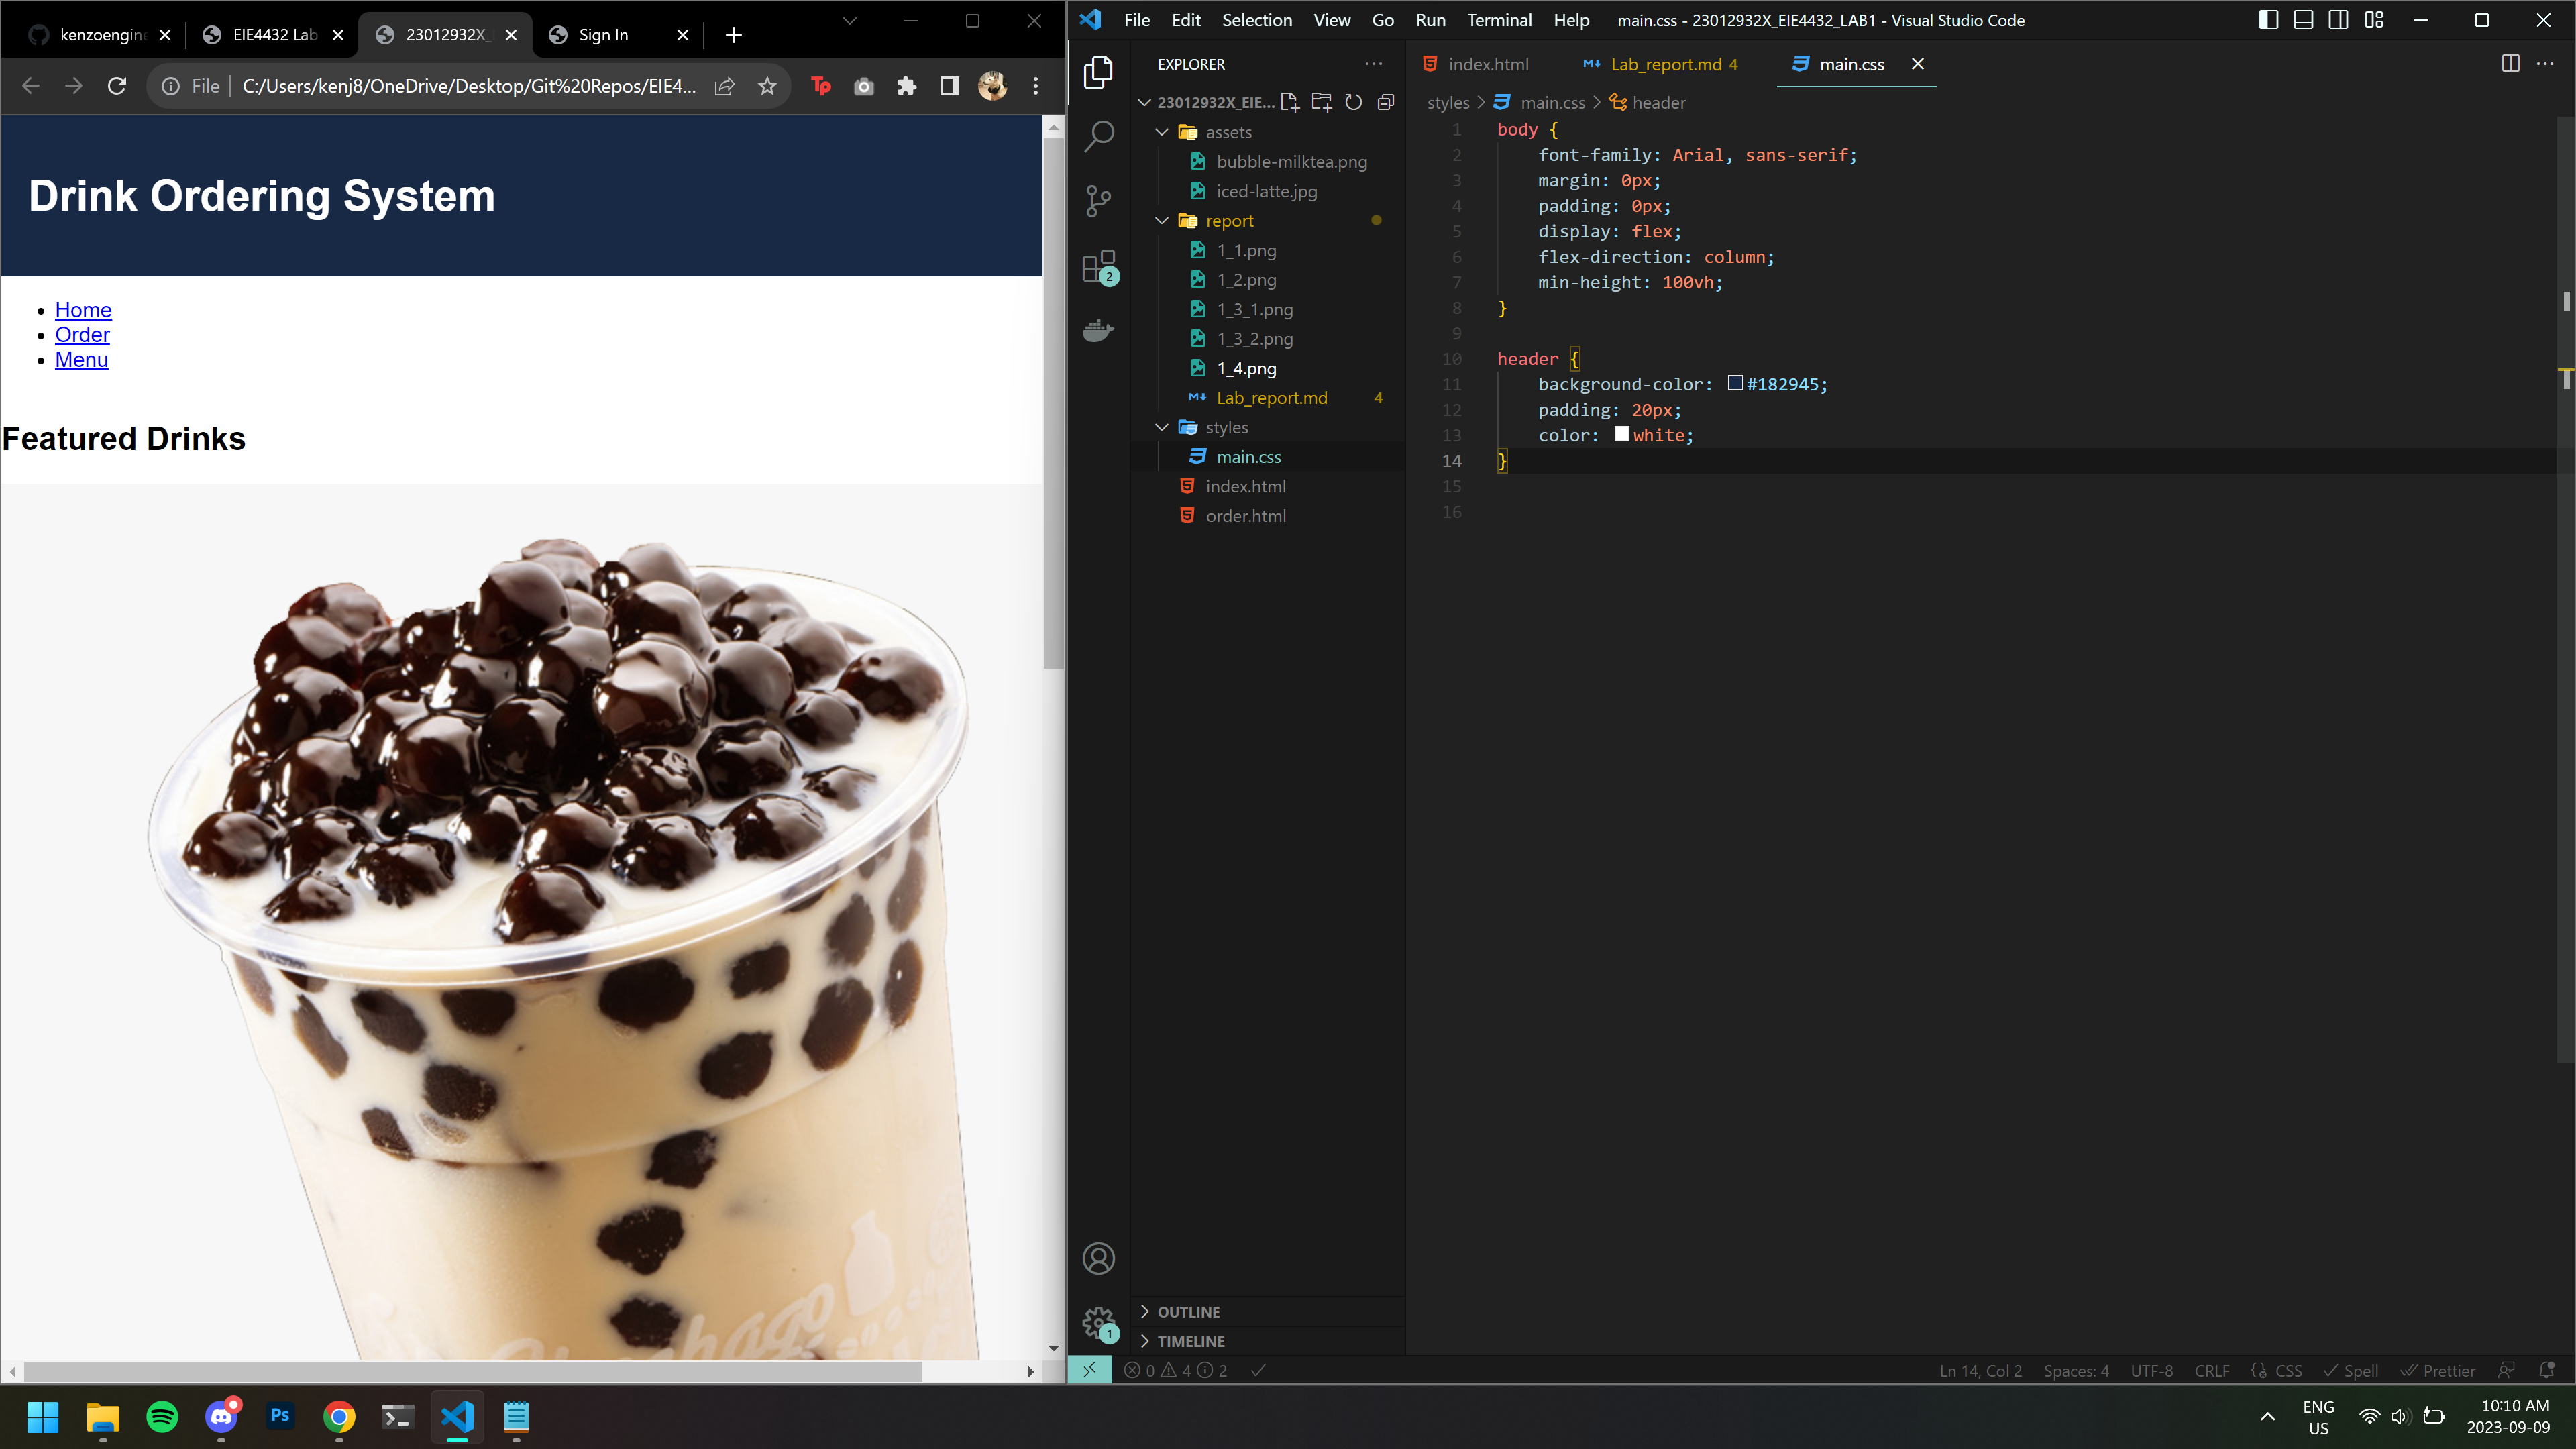 kenzoengine
EIE4432 Lab
23012932X_
Sign In
File
C:/Users/kenj8/OneDrive/Desktop/Git%20Repos/EIE4...
Tp
Drink Ordering System
Home
Order
Menu
Featured Drinks
File Edit Selection View Go Run Terminal Help
main.css - 23012932X_EIE4432_LAB1 - Visual Studio Code
EXPLORER
23012932X_EIE...
assets
bubble-milktea.png
iced-latte.jpg
report
1_1.png
1_2.png
1_3_1.png
1_3_2.png
1_4.png
Lab_report.md 4
styles
main.css
index.html
order.html
2
OUTLINE
TIMELINE
1
index.html
Lab_report.md 4
main.css
styles > main.css > header
1 body {
2 font-family: Arial, sans-serif;
3 margin: 0px;
4 padding: 0px;
5 display: flex;
6 flex-direction: column;
7 min-height: 100vh;
8 }
9
10 header {
11 background-color: #182945;
12 padding: 20px;
13 color: white;
14 }
15
16
0 4 2
Ln 14, Col 2
Spaces: 4
UTF-8
CRLF
CSS
Spell
Prettier
Ps
ENG
US
10:10 AM
2023-09-09